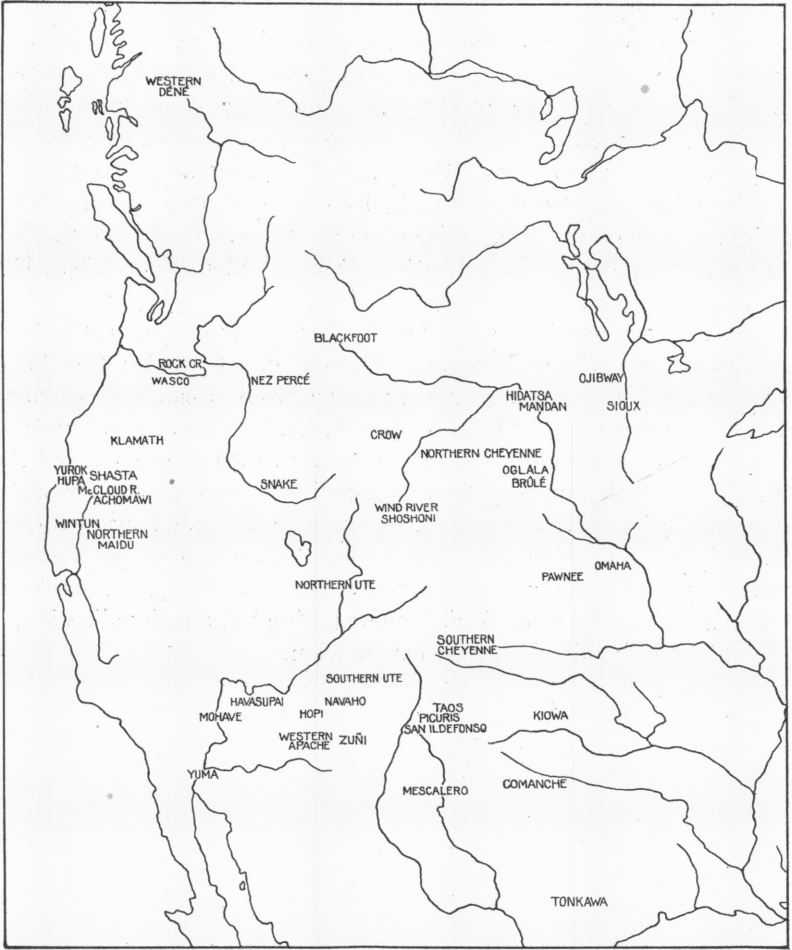 WESTERN
DÉNÉ
BLACKFOOT
ROCK CR.
WASCO
NEZ PERCÉ
OJIBWAY
HIDATSA
MANDAN
SIOUX
KLAMATH
CROW
NORTHERN CHEYENNE
YUROK
HUPA
SHASTA
McCLOUD R.
ACHOMAWI
OGLALA
BRÛLÉ
SNAKE
WIND RIVER
SHOSHONI
WINTUN
NORTHERN
MAIDU
NORTHERN UTE
PAWNEE
OMAHA
SOUTHERN
CHEYENNE
SOUTHERN UTE
HAVASUPAI
NAVAHO
MOHAVE
HOPI
TAOS
PICURIS
SAN ILDEFONSO
KIOWA
WESTERN
APACHE
ZUÑI
YUMA
MESCALERO
COMANCHE
TONKAWA